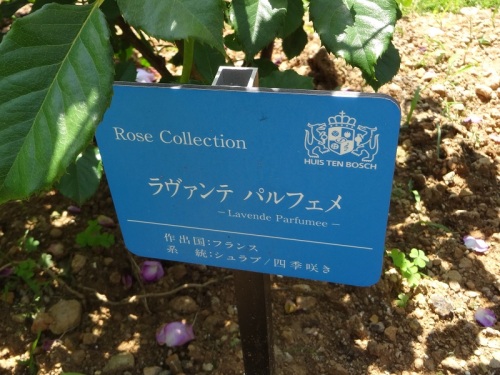 Rose Collection
HUIS TEN BOSCH
ラヴァンテ パルフェメ
– Lavende Parfumee –
作出国:フランス
系 統:シュラブ/四季咲き